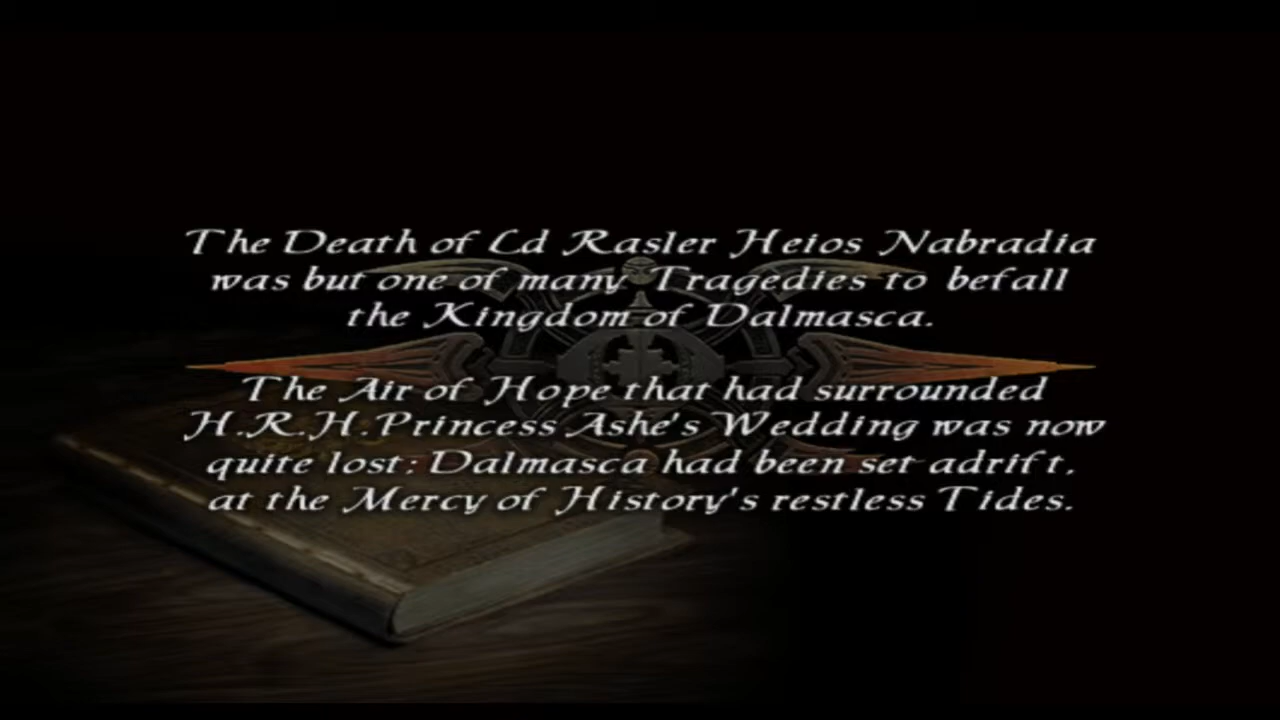 The Death of Ld Rasler Heios Nabradia
was but one of many Tragedies to befall
the Kingdom of Dalmasca.
The Air of Hope that had surrounded
H.R.H.Princess Ashe's Wedding was now
quite lost; Dalmasca had been set adrift,
at the Mercy of History's restless Tides.